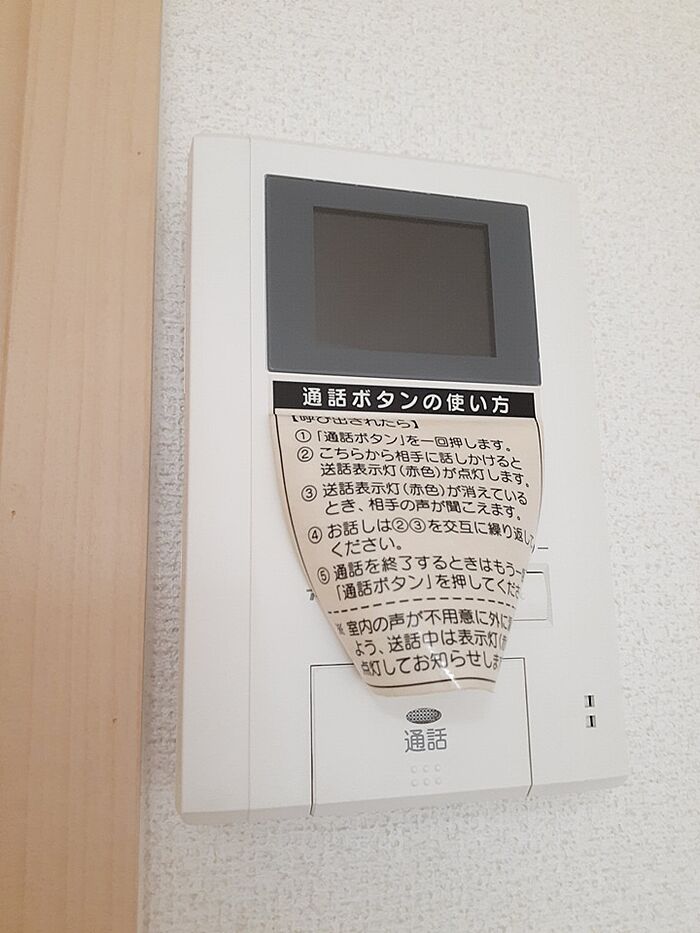 通話ボタンの使い方
【呼び出されたら】
①「通話ボタン」を一回押します。
②こちらから相手に話しかけると
送話表示灯(赤色)が点灯します。
③送話表示灯(赤色)が消えている
とき、相手の声が聞こえます。
④お話しは②③を交互に繰り返し
ください。
⑤通話を終了するときはもう一
「通話ボタン」を押してくだ
※室内の声が不用意に外に
よう、送話中は表示灯(
点灯してお知らせしま
通話